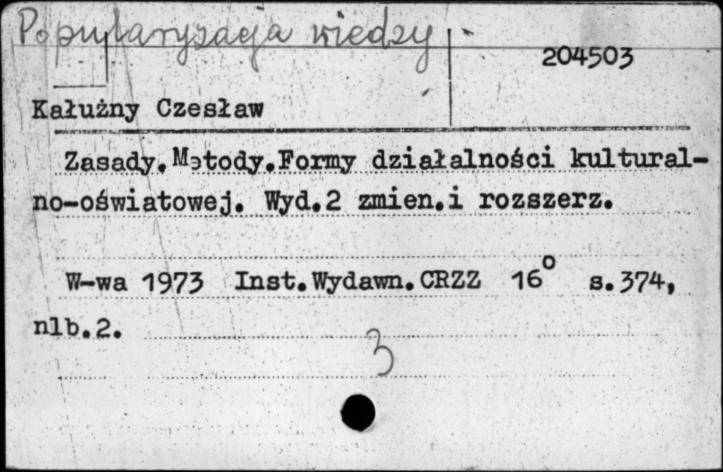 Popularyzacja wiedzy
204503
Kałużny Czesław
Zasady.Metody.Formy działalności kultural-
no-oświatowej. Wyd.2 zmien.i rozszerz.
W-wa 1973 Inst.Wydawn.CRZZ 16° s.374,
nlb.2.
3